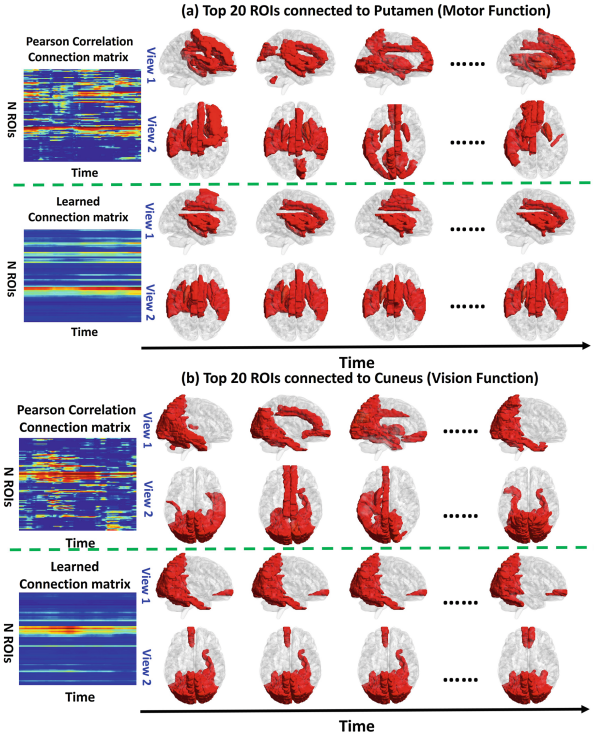 (a) Top 20 ROIs connected to Putamen (Motor Function)
Pearson Correlation
Connection matrix
N ROIs
Time
View 1
View 2
......
......
Learned
Connection matrix
N ROIs
Time
View 1
View 2
......
......
Time
(b) Top 20 ROIs connected to Cuneus (Vision Function)
Pearson Correlation
Connection matrix
N ROIs
Time
View 1
View 2
......
......
Learned
Connection matrix
N ROIs
Time
View 1
View 2
......
......
Time